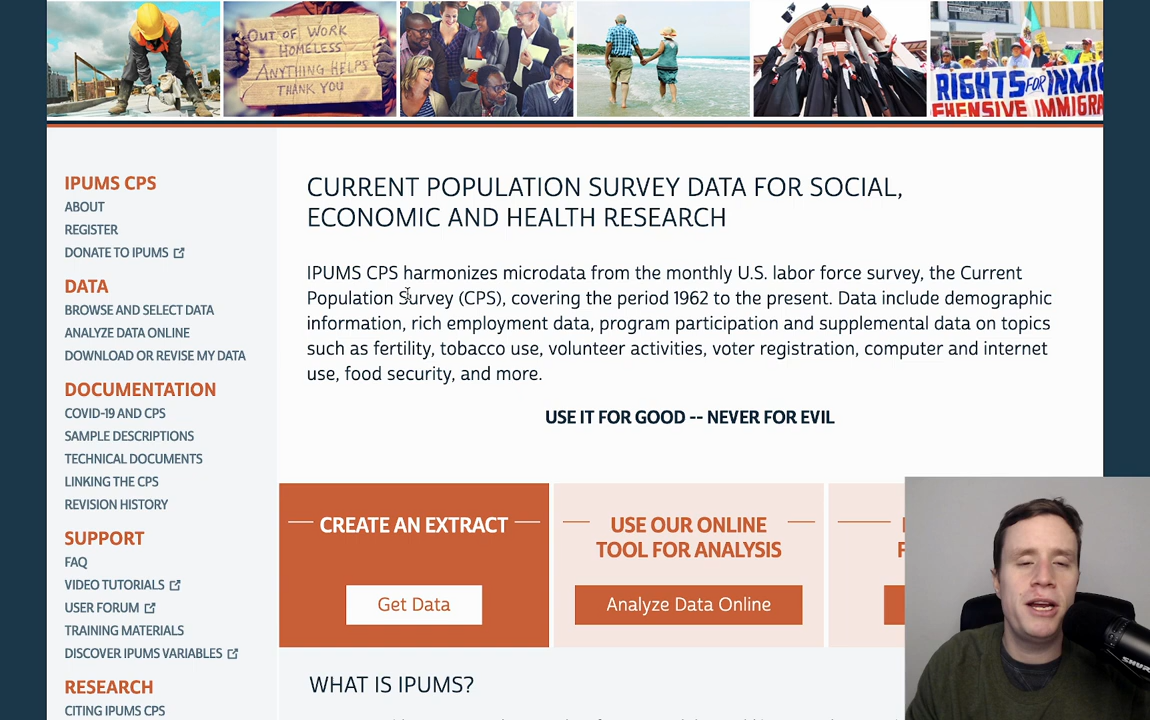 OUT OF WORK
HOMELESS
ANYTHING HELPS
THANK YOU
RIGHTS FOR
IPUMS CPS
ABOUT
REGISTER
DONATE TO IPUMS
DATA
BROWSE AND SELECT DATA
ANALYZE DATA ONLINE
DOWNLOAD OR REVISE MY DATA
DOCUMENTATION
COVID-19 AND CPS
SAMPLE DESCRIPTIONS
TECHNICAL DOCUMENTS
LINKING THE CPS
REVISION HISTORY
SUPPORT
FAQ
VIDEO TUTORIALS
USER FORUM
TRAINING MATERIALS
DISCOVER IPUMS VARIABLES
RESEARCH
CITING IPUMS CPS
CURRENT POPULATION SURVEY DATA FOR SOCIAL,
ECONOMIC AND HEALTH RESEARCH
IPUMS CPS harmonizes microdata from the monthly U.S. labor force survey, the Current
Population Survey (CPS), covering the period 1962 to the present. Data include demographic
information, rich employment data, program participation and supplemental data on topics
such as fertility, tobacco use, volunteer activities, voter registration, computer and internet
use, food security, and more.
USE IT FOR GOOD -- NEVER FOR EVIL
CREATE AN EXTRACT
Get Data
USE OUR ONLINE
TOOL FOR ANALYSIS
Analyze Data Online
WHAT IS IPUMS?
SHURE